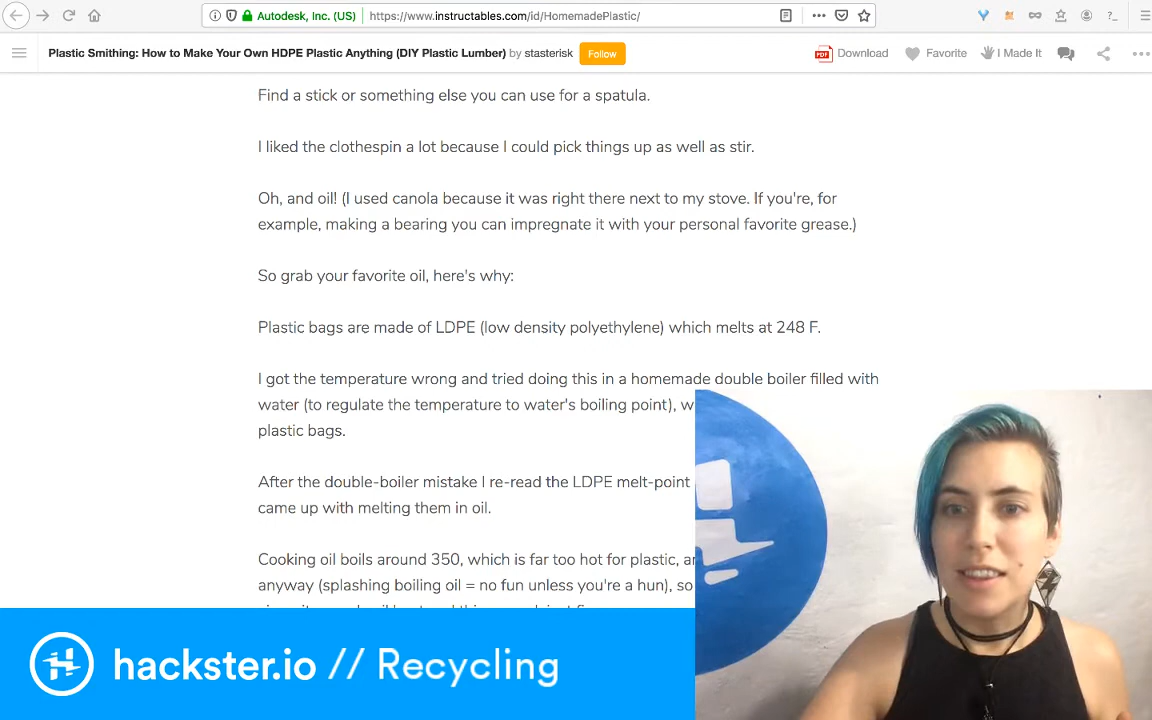 Autodesk, Inc. (US) https://www.instructables.com/id/HomemadePlastic/
Plastic Smithing: How to Make Your Own HDPE Plastic Anything (DIY Plastic Lumber) by stasterisk Follow Download Favorite I Made It
Find a stick or something else you can use for a spatula.
I liked the clothespin a lot because I could pick things up as well as stir.
Oh, and oil! (I used canola because it was right there next to my stove. If you're, for
example, making a bearing you can impregnate it with your personal favorite grease.)
So grab your favorite oil, here's why:
Plastic bags are made of LDPE (low density polyethylene) which melts at 248 F.
I got the temperature wrong and tried doing this in a homemade double boiler filled with
water (to regulate the temperature to water's boiling point), w
plastic bags.
After the double-boiler mistake I re-read the LDPE melt-point
came up with melting them in oil.
Cooking oil boils around 350, which is far too hot for plastic, a
anyway (splashing boiling oil = no fun unless you're a hun), so
hackster.io // Recycling